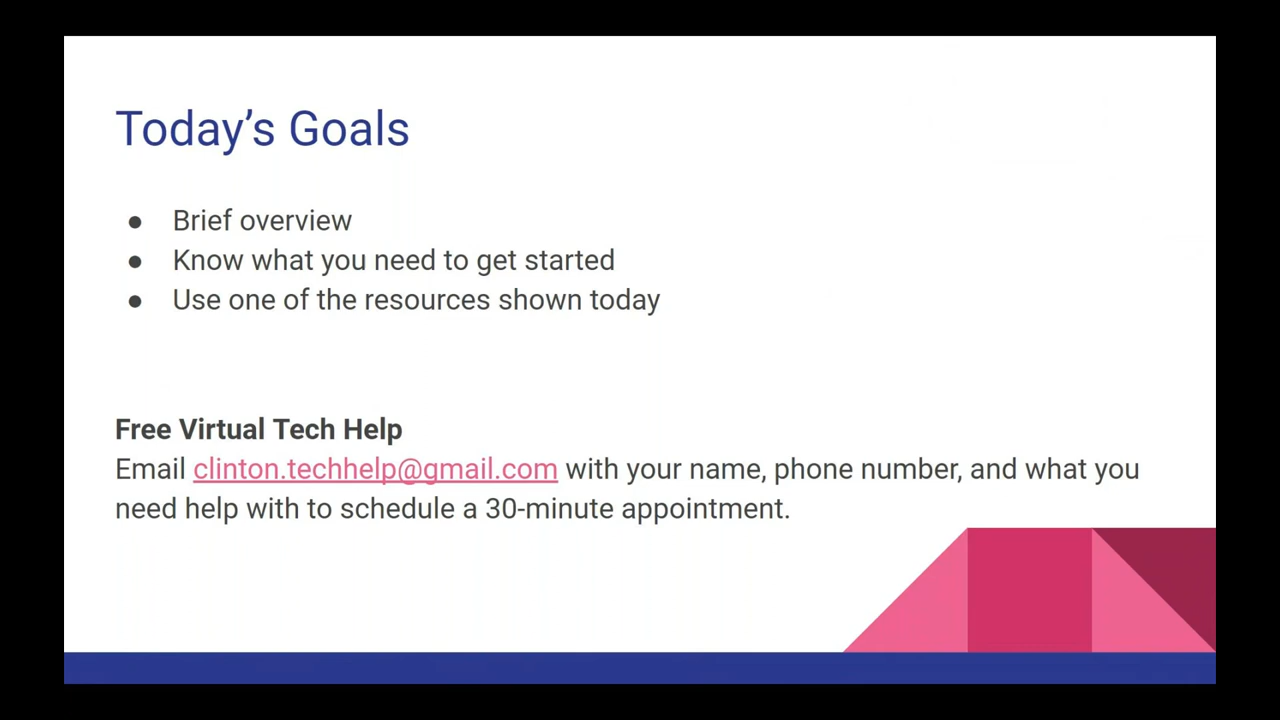 Today’s Goals
● Brief overview
● Know what you need to get started
● Use one of the resources shown today
Free Virtual Tech Help
Email clinton.techhelp@gmail.com with your name, phone number, and what you
need help with to schedule a 30-minute appointment.